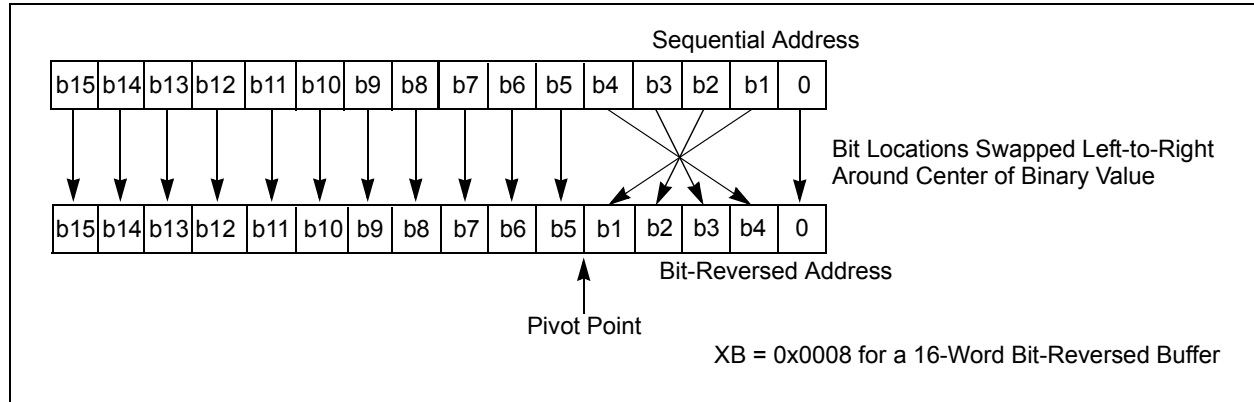 Sequential Address
b15 b14 b13 b12 b11 b10 b9 b8 b7 b6 b5 b4 b3 b2 b1 0
Bit Locations Swapped Left-to-Right
Around Center of Binary Value
b15 b14 b13 b12 b11 b10 b9 b8 b7 b6 b5 b1 b2 b3 b4 0
Bit-Reversed Address
Pivot Point
XB = 0x0008 for a 16-Word Bit-Reversed Buffer